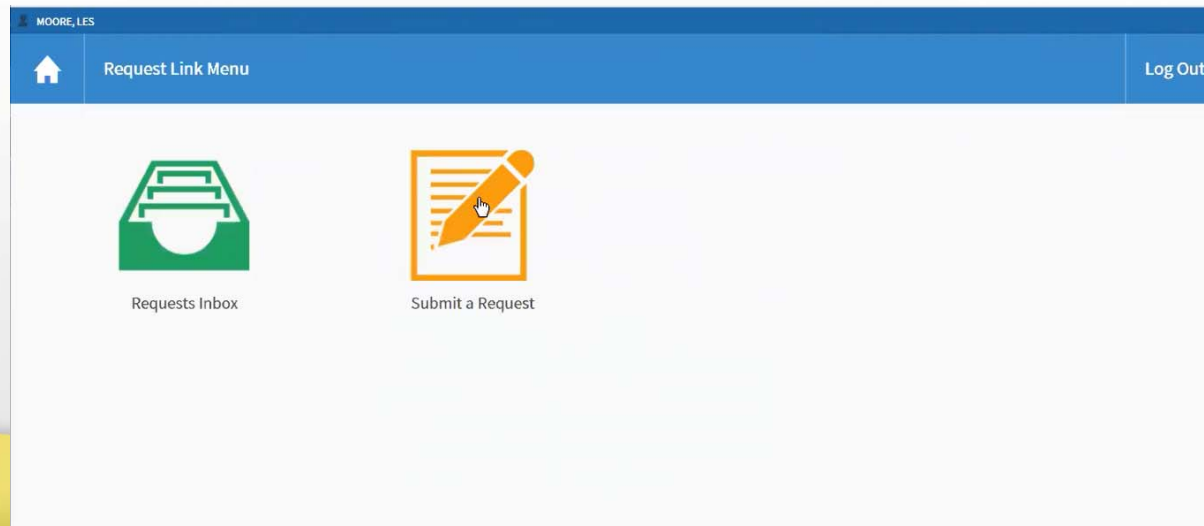 MOORE, LES
Request Link Menu
Log Out
Requests Inbox
Submit a Request